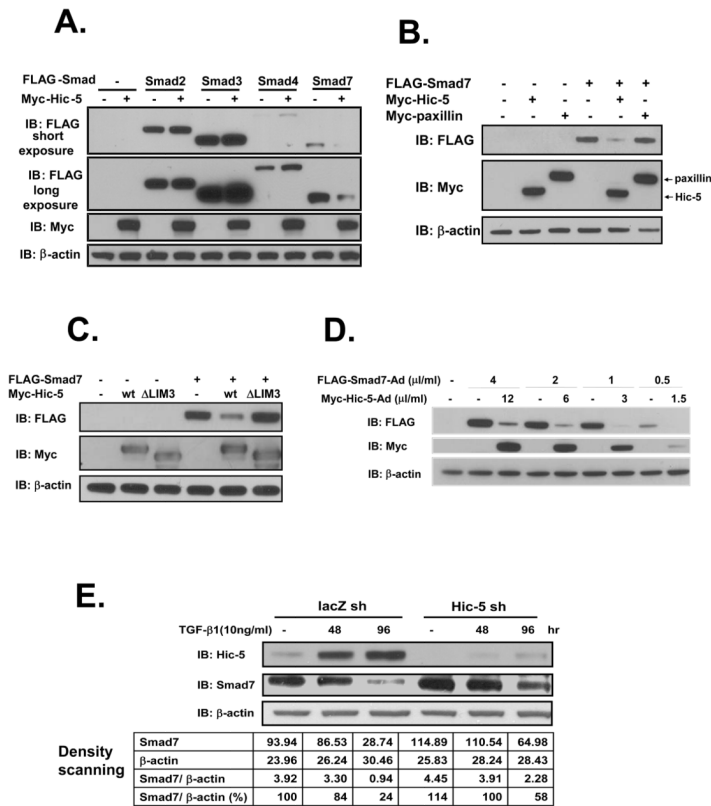 A.
FLAG-Smad - Smad2 Smad3 Smad4 Smad7
Myc-Hic-5 - + - + - + - + - +
IB: FLAG
short
exposure
IB: FLAG
long
exposure
IB: Myc
IB: β-actin
B.
FLAG-Smad7 - - - + + +
Myc-Hic-5 - + - - + -
Myc-paxillin - - + - - +
IB: FLAG
IB: Myc
paxillin
Hic-5
IB: β-actin
C.
FLAG-Smad7 - - - + + +
Myc-Hic-5 - wt ΔLIM3 - wt ΔLIM3
IB: FLAG
IB: Myc
IB: β-actin
D.
FLAG-Smad7-Ad (μl/ml) - 4 2 1 0.5
Myc-Hic-5-Ad (μl/ml) - - 12 - 6 - 3 - 1.5
IB: FLAG
IB: Myc
IB: β-actin
E.
lacZ sh Hic-5 sh
TGF-β1(10ng/ml) - 48 96 - 48 96 hr
IB: Hic-5
IB: Smad7
IB: β-actin
Density
scanning
Smad7 93.94 86.53 28.74 114.89 110.54 64.98
β-actin 23.96 26.24 30.46 25.83 28.24 28.43
Smad7/ β-actin 3.92 3.30 0.94 4.45 3.91 2.28
Smad7/ β-actin (%) 100 84 24 114 100 58